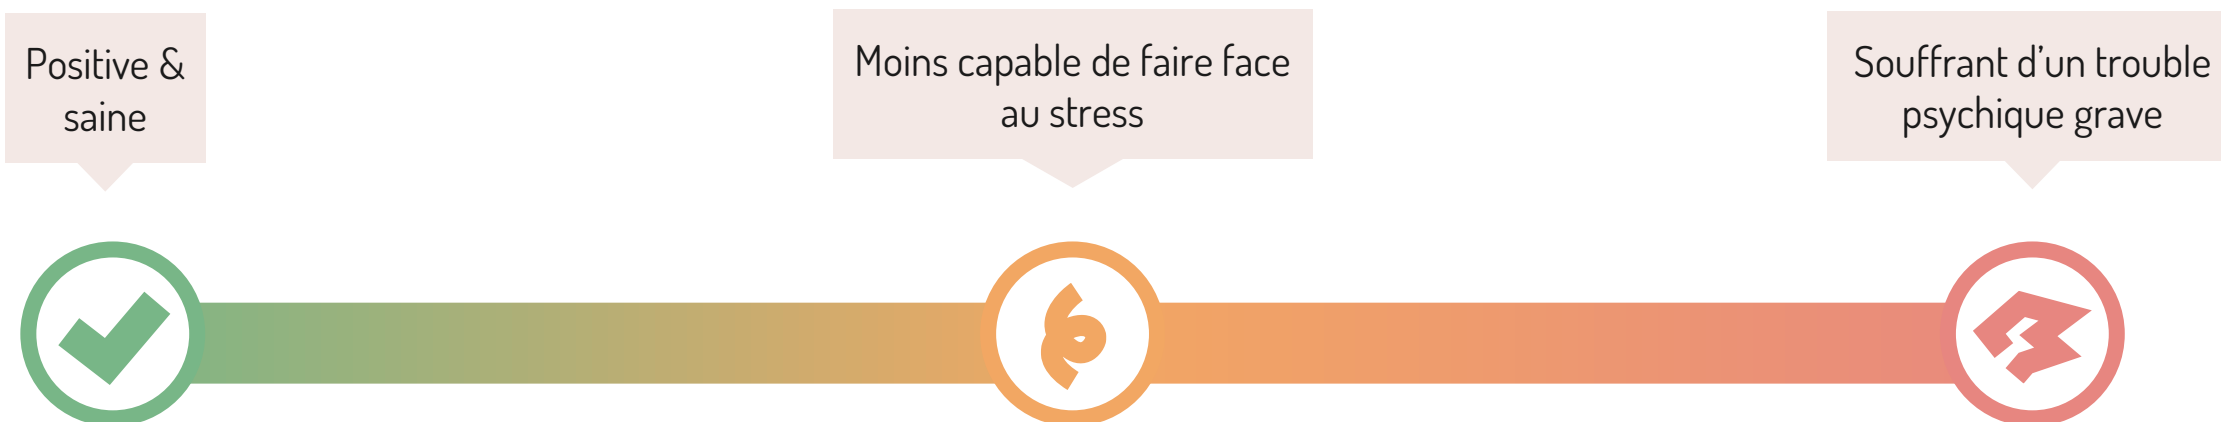 Positive &
saine
Moins capable de faire face
au stress
Souffrant d’un trouble
psychique grave